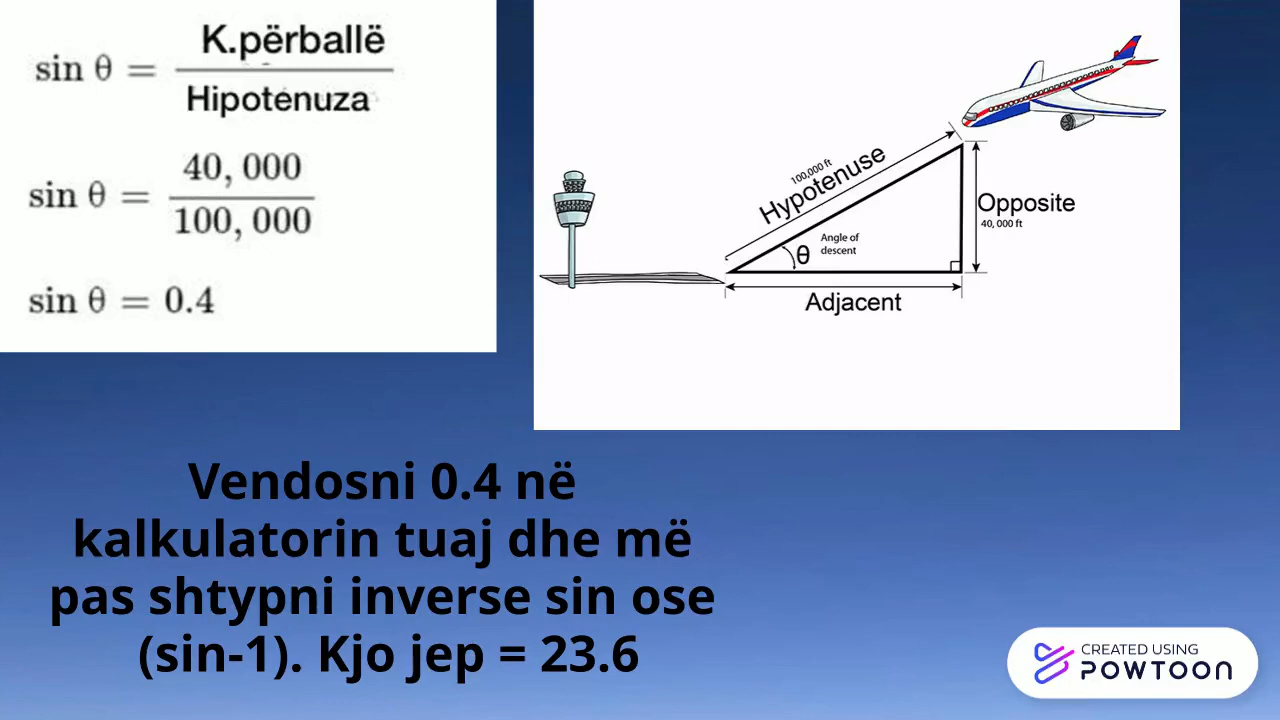 sin θ = K.përballë / Hipotenuza
sin θ = 40, 000 / 100, 000
sin θ = 0.4
100,000 ft
Hypotenuse
Opposite
40, 000 ft
Angle of
descent
θ
Adjacent
Vendosni 0.4 në
kalkulatorin tuaj dhe më
pas shtypni inverse sin ose
(sin-1). Kjo jep = 23.6
CREATED USING
POWTOON